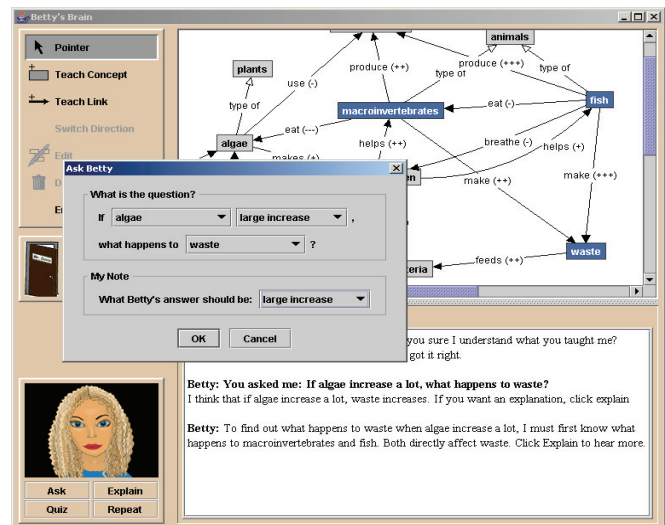 Betty's Brain
Pointer
Teach Concept
Teach Link
Switch Direction
Edit
animals
plants
produce (++)
produce (+++)
type of
type of
use (-)
type of
macroinvertebrates
eat (-)
fish
algae
eat (---)
helps (++)
breathe (-)
helps (+)
makes (+)
make (++)
make (+++)
waste
feeds (++)
Ask Betty
What is the question?
If algae large increase ,
what happens to waste ?
My Note
What Betty's answer should be: large increase
OK Cancel
you sure I understand what you taught me?
got it right.
Betty: You asked me: If algae increase a lot, what happens to waste?
I think that if algae increase a lot, waste increases. If you want an explanation, click explain
Betty: To find out what happens to waste when algae increase a lot, I must first know what
happens to macroinvertebrates and fish. Both directly affect waste. Click Explain to hear more.
Ask Explain
Quiz Repeat